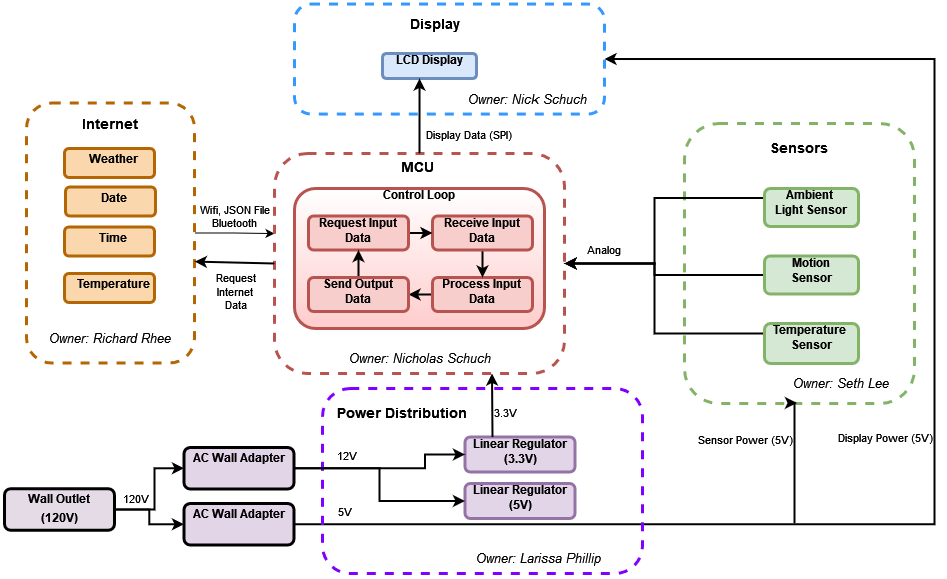 Display
LCD Display
Owner: Nick Schuch
Display Data (SPI)
Internet
Weather
Date
Time
Temperature
Owner: Richard Rhee
Wifi, JSON File
Bluetooth
Request
Internet
Data
MCU
Control Loop
Request Input
Data
Receive Input
Data
Send Output
Data
Process Input
Data
Owner: Nicholas Schuch
Analog
Sensors
Ambient
Light Sensor
Motion
Sensor
Temperature
Sensor
Owner: Seth Lee
Sensor Power (5V)
Display Power (5V)
3.3V
Power Distribution
Linear Regulator
(3.3V)
Linear Regulator
(5V)
Owner: Larissa Phillip
12V
5V
AC Wall Adapter
AC Wall Adapter
120V
Wall Outlet
(120V)